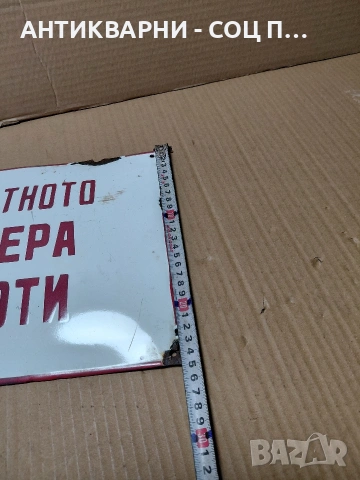 АНТИКВАРНИ - СОЦ П...
ТНОТО
ЕРА
ОТИ
BAZAR